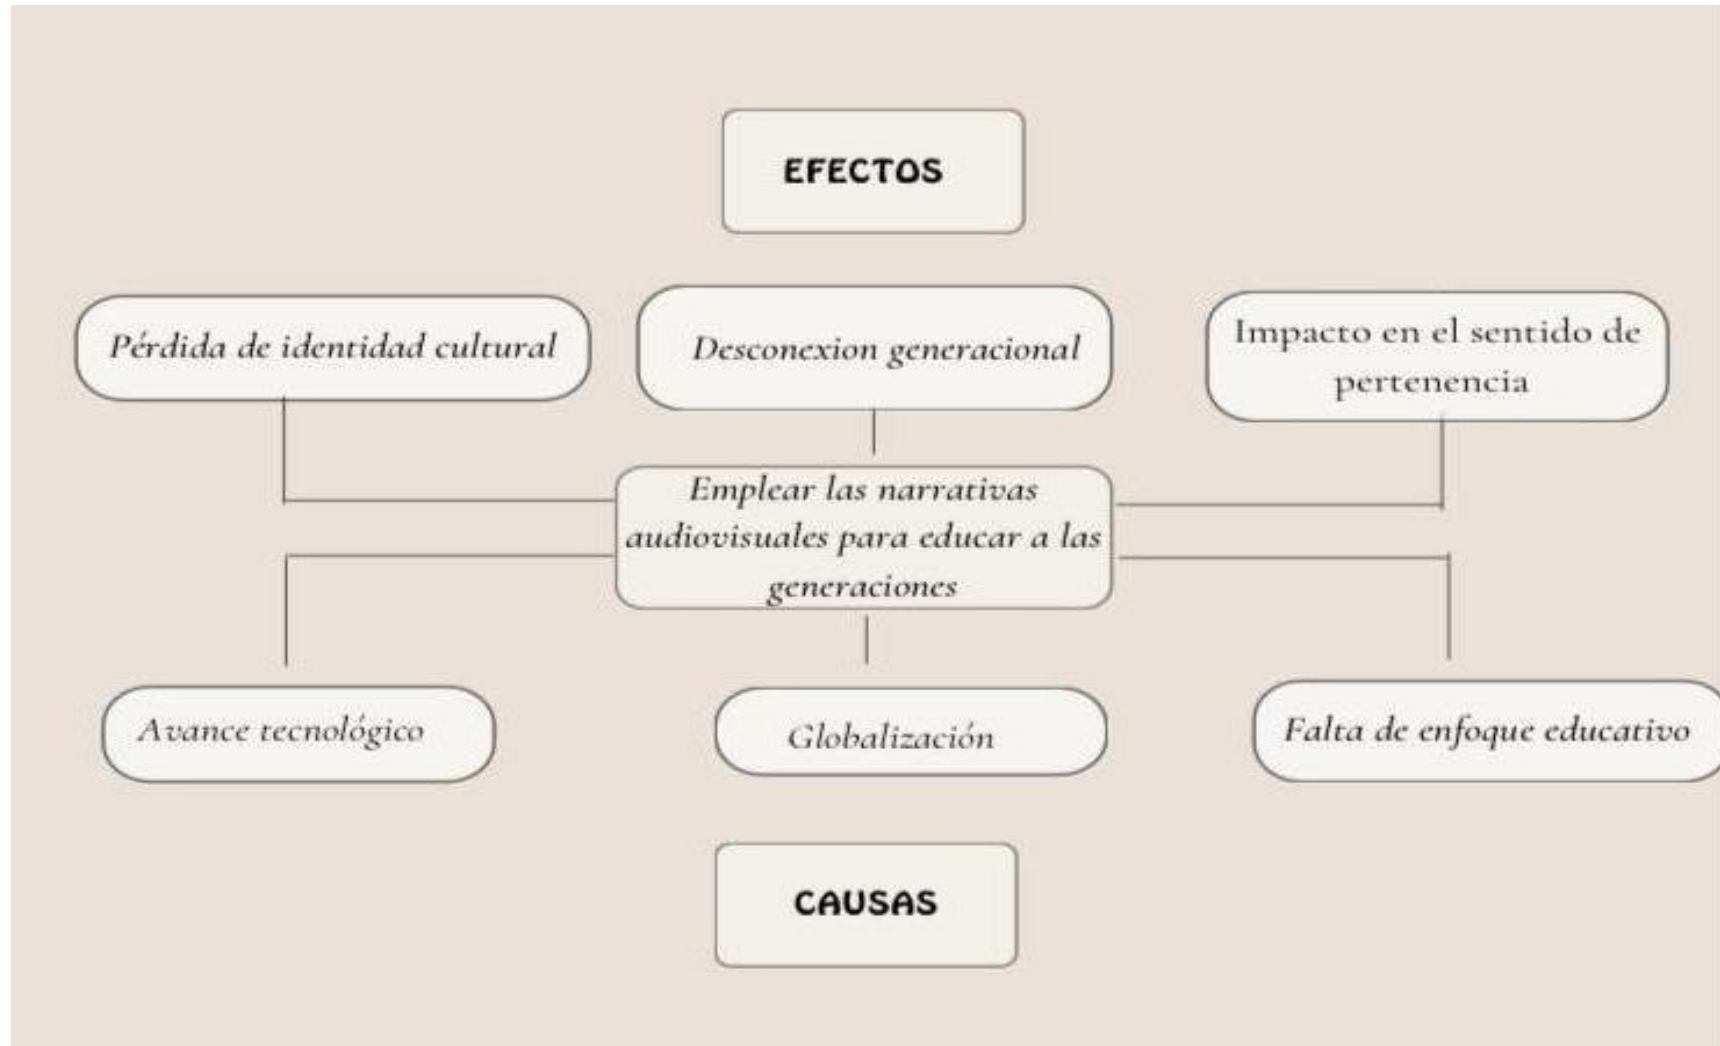 EFECTOS
Pérdida de identidad cultural
Desconexion generacional
Impacto en el sentido de
pertenencia
Emplear las narrativas
audiovisuales para educar a las
generaciones
Avance tecnológico
Globalización
Falta de enfoque educativo
CAUSAS